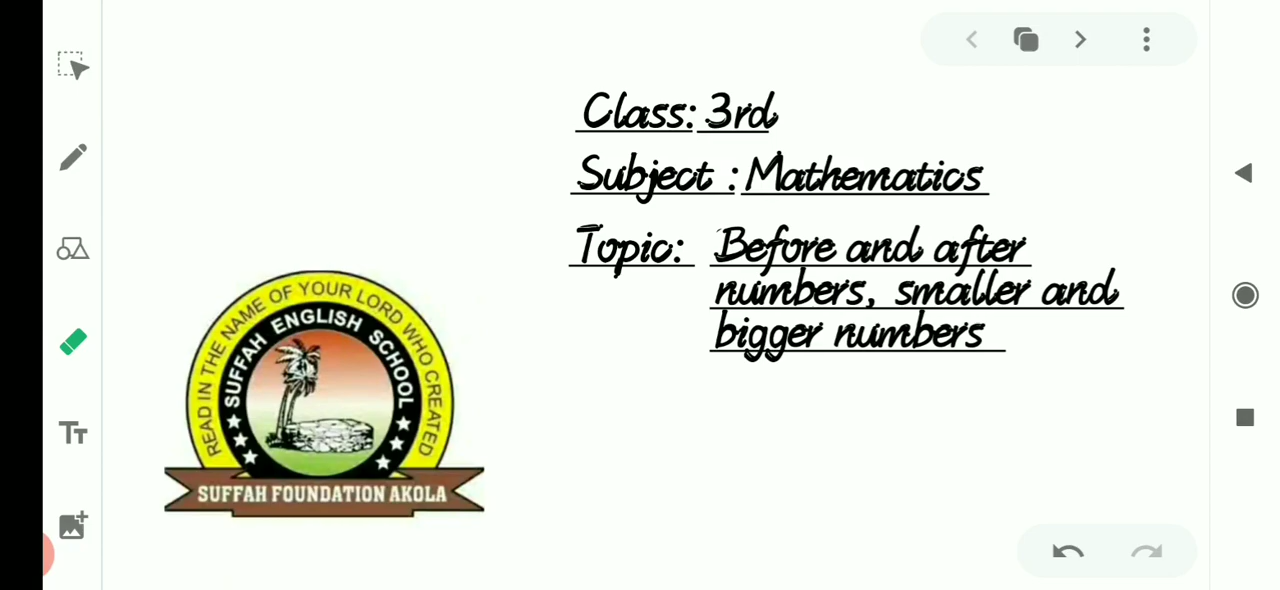 Class: 3rd
Subject : Mathematics
Topic: Before and after
numbers, smaller and
bigger numbers
READ IN THE NAME OF YOUR LORD WHO CREATED
SUFFAH ENGLISH SCHOOL
SUFFAH FOUNDATION AKOLA
TT